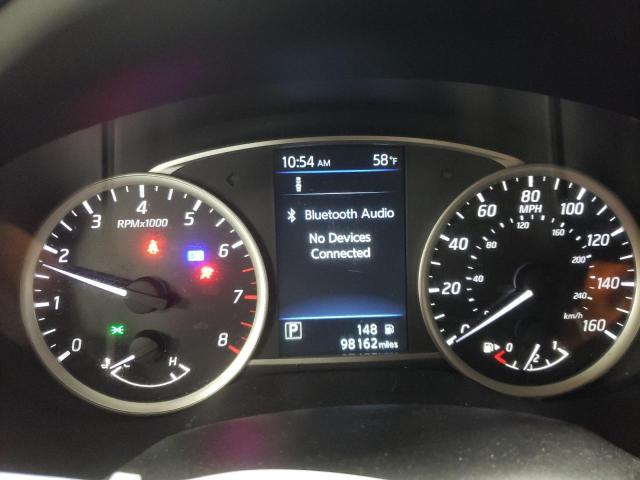 10:54 AM 58°F
Bluetooth Audio
No Devices
Connected
P 148
98162 miles
0 1 2 3 4 5 6 7 8
RPMx1000
H
0 20 40 60 80 100 120 140 160
MPH
40 80 120 160 200 240
km/h
0 1/2 1